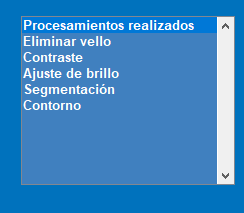 Procesamientos realizados
Eliminar vello
Contraste
Ajuste de brillo
Segmentación
Contorno